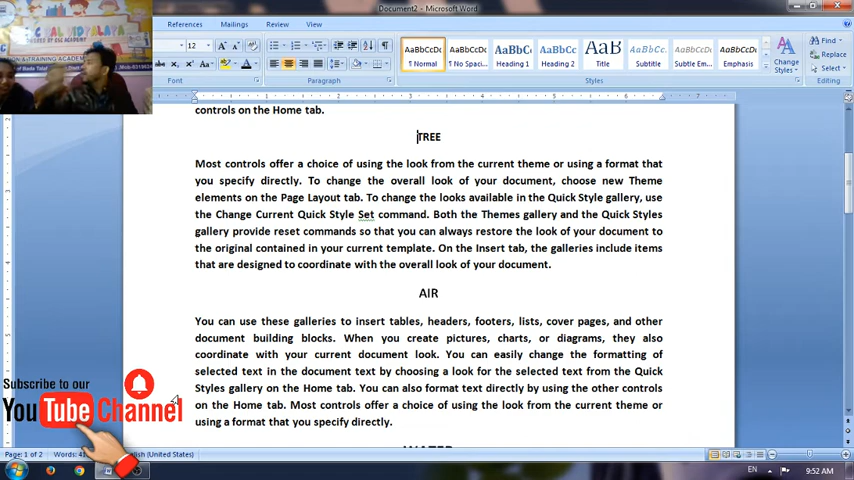 Document2 - Microsoft Word
References Mailings Review View
12
AaBbCcDc AaBbCcDc AaBbC AaBbCc AaB AaBbCc AaBbCcDc AaBbCcDc
¶ Normal ¶ No Spaci... Heading 1 Heading 2 Title Subtitle Subtle Em... Emphasis
Change Styles
Find
Replace
Select
Font Paragraph Styles Editing
controls on the Home tab.
TREE
Most controls offer a choice of using the look from the current theme or using a format that
you specify directly. To change the overall look of your document, choose new Theme
elements on the Page Layout tab. To change the looks available in the Quick Style gallery, use
the Change Current Quick Style Set command. Both the Themes gallery and the Quick Styles
gallery provide reset commands so that you can always restore the look of your document to
the original contained in your current template. On the Insert tab, the galleries include items
that are designed to coordinate with the overall look of your document.
AIR
You can use these galleries to insert tables, headers, footers, lists, cover pages, and other
document building blocks. When you create pictures, charts, or diagrams, they also
coordinate with your current document look. You can easily change the formatting of
selected text in the document text by choosing a look for the selected text from the Quick
Styles gallery on the Home tab. You can also format text directly by using the other controls
on the Home tab. Most controls offer a choice of using the look from the current theme or
using a format that you specify directly.
WATER
Subscribe to our
YouTube Channel
Page: 1 of 2
English (United States)
EN
9:52 AM